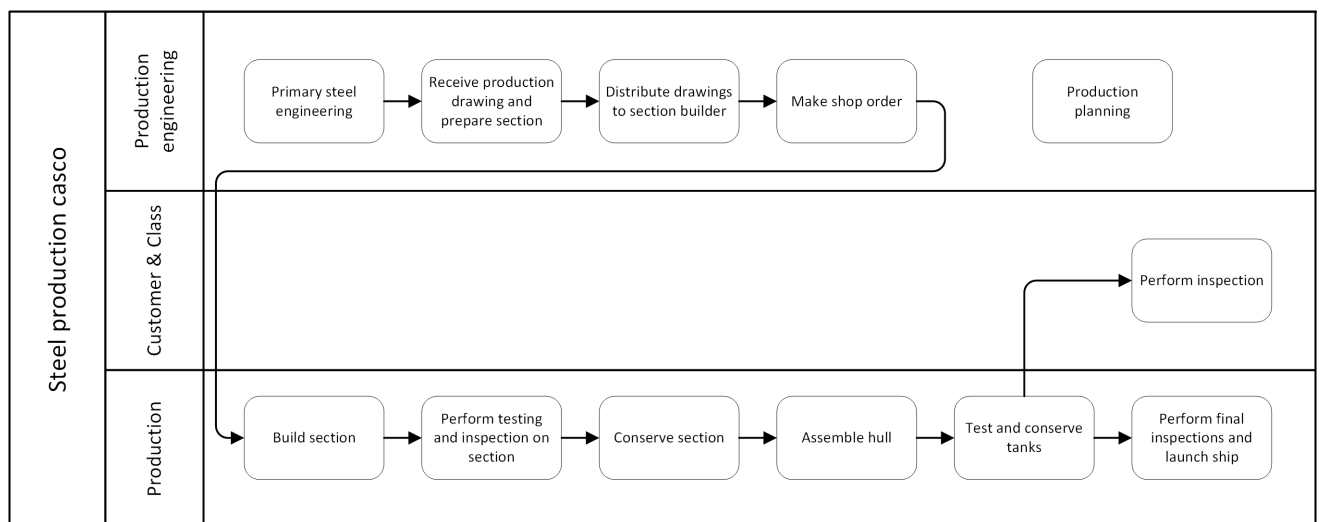 Steel production casco
Production
engineering
Primary steel
engineering
Receive production
drawing and
prepare section
Distribute drawings
to section builder
Make shop order
Production
planning
Customer & Class
Perform inspection
Production
Build section
Perform testing
and inspection on
section
Conserve section
Assemble hull
Test and conserve
tanks
Perform final
inspections and
launch ship